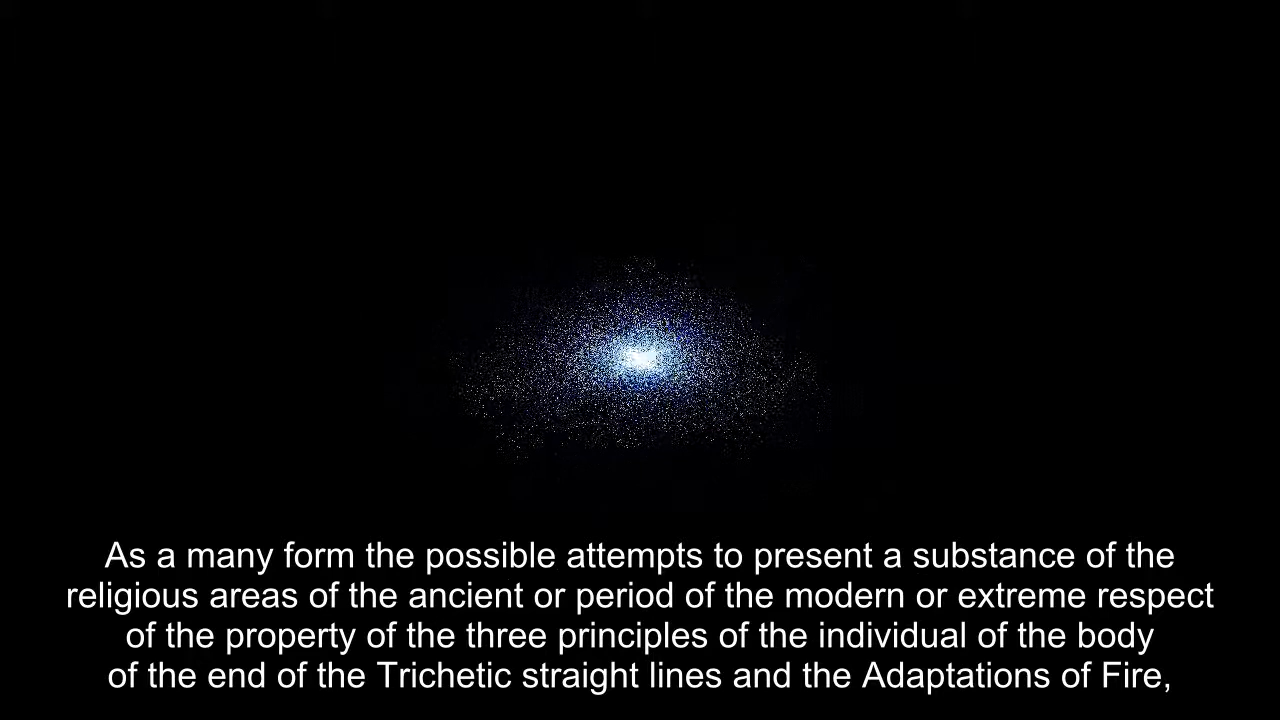 As a many form the possible attempts to present a substance of the
religious areas of the ancient or period of the modern or extreme respect
of the property of the three principles of the individual of the body
of the end of the Trichetic straight lines and the Adaptations of Fire,